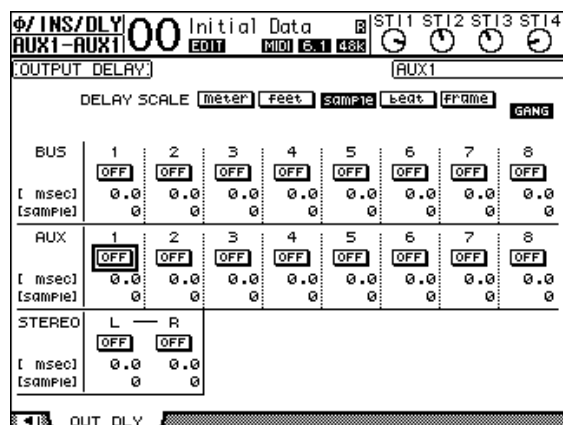 Φ/ INS/DLY 00 Initial Data ST11 ST12 ST13 ST14
AUX1-AUX1 EDIT MIDI 6.1 48k
OUTPUT DELAY AUX1
DELAY SCALE meter feet sample beat frame
GANG
BUS 1 2 3 4 5 6 7 8
OFF OFF OFF OFF OFF OFF OFF OFF
[ msec] 0.0 0.0 0.0 0.0 0.0 0.0 0.0 0.0
[sample] 0 0 0 0 0 0 0 0
AUX 1 2 3 4 5 6 7 8
OFF OFF OFF OFF OFF OFF OFF OFF
[ msec] 0.0 0.0 0.0 0.0 0.0 0.0 0.0 0.0
[sample] 0 0 0 0 0 0 0 0
STEREO L — R
OFF OFF
[ msec] 0.0 0.0
[sample] 0 0
OUT DLY